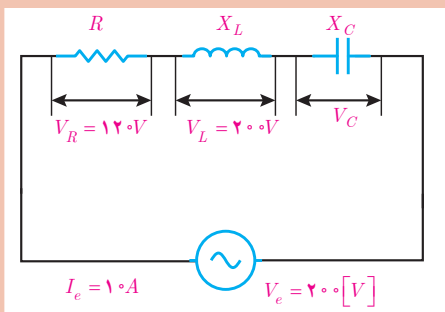 R X_L X_C
V_R = ۱۲۰V V_L = ۲۰۰V V_C
I_e = ۱۰A V_e = ۲۰۰[V]